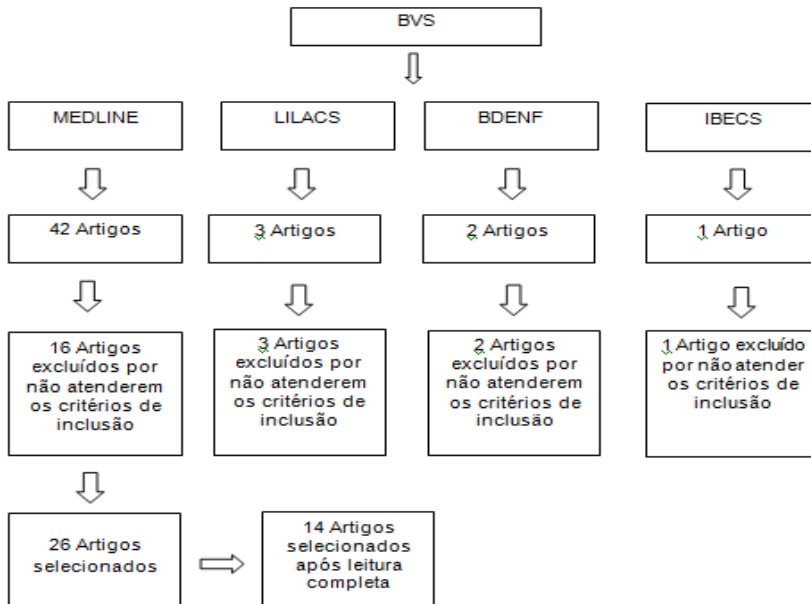 BVS
MEDLINE
LILACS
BDENF
IBECS
42 Artigos
3 Artigos
2 Artigos
1 Artigo
16 Artigos
excluídos por
não atenderem
os critérios de
inclusão
3 Artigos
excluídos por
não atenderem
os critérios de
inclusão
2 Artigos
excluídos por
não atenderem
os critérios de
inclusão
1 Artigo excluído
por não atender
os critérios de
inclusão
26 Artigos
selecionados
14 Artigos
selecionados
após leitura
completa